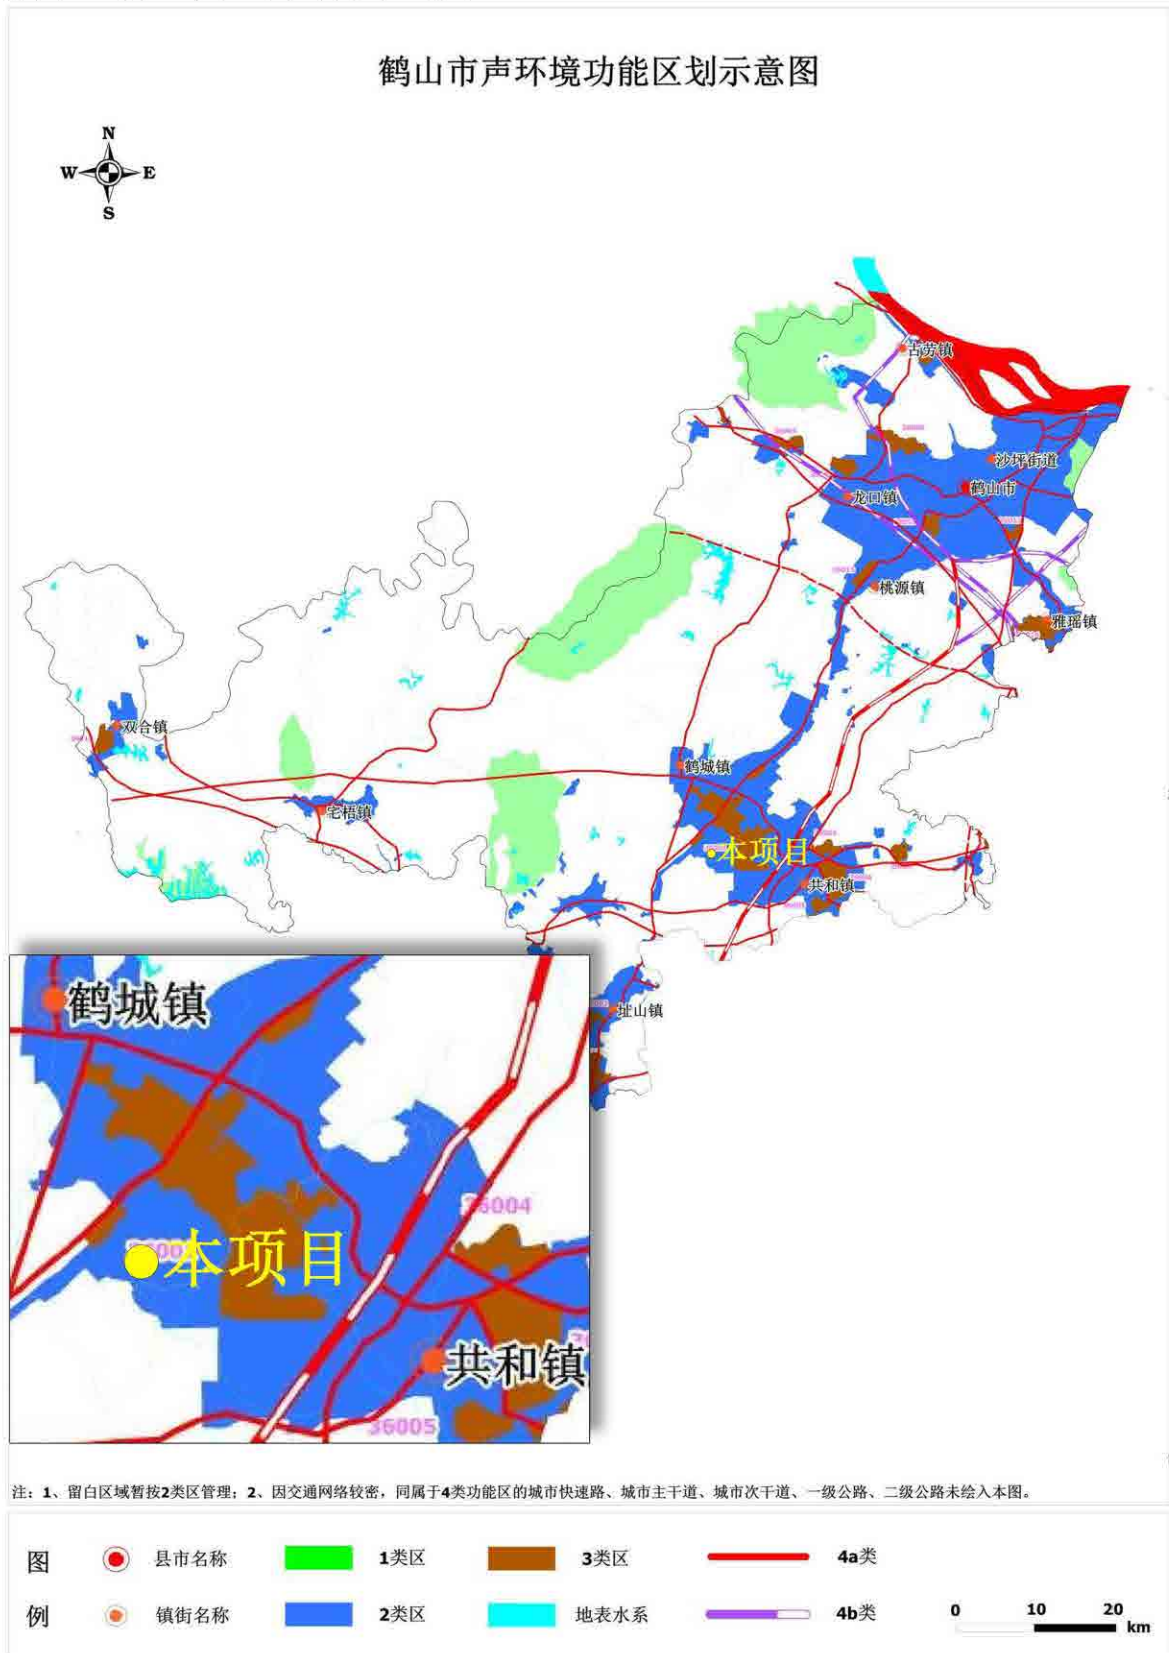 鹤山市声环境功能区划示意图
N
W
E
S
古劳镇
沙坪街道
鹤山市
龙口镇
桃源镇
雅瑶镇
双合镇
鹤城镇
宅梧镇
本项目
共和镇
址山镇
鹤城镇
36004
本项目
共和镇
36005
注：1、留白区域暂按2类区管理；2、因交通网络较密，同属于4类功能区的城市快速路、城市主干道、城市次干道、一级公路、二级公路未绘入本图。
图 县市名称 1类区 3类区 4a类
例 镇街名称 2类区 地表水系 4b类
0 10 20
km